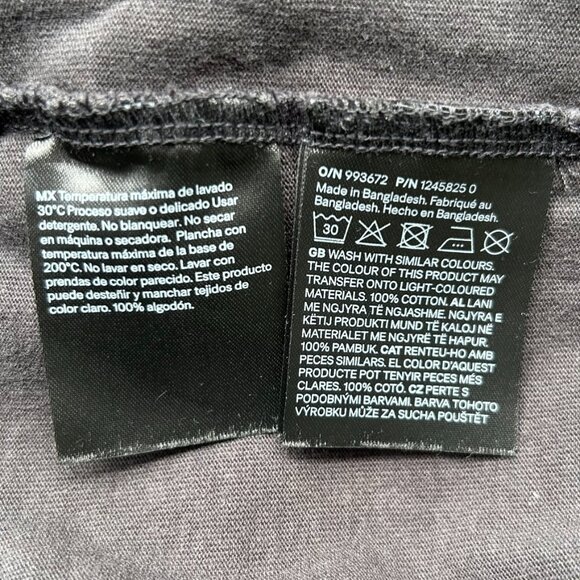 MX Temperatura máxima de lavado
30°C Proceso suave o delicado Usar
detergente. No blanquear. No secar
en máquina o secadora. Plancha con
temperatura máxima de la base de
200°C. No lavar en seco. Lavar con
prendas de color parecido. Este producto
puede desteñir y manchar tejidos de
color claro. 100% algodón.
O/N 993672 P/N 1245825 0
Made in Bangladesh. Fabriqué au
Bangladesh. Hecho en Bangladesh.
30
GB WASH WITH SIMILAR COLOURS.
THE COLOUR OF THIS PRODUCT MAY
TRANSFER ONTO LIGHT-COLOURED
MATERIALS. 100% COTTON. AL LANI
ME NGJYRA TË NGJASHME. NGJYRA E
KËTIJ PRODUKTI MUND TË KALOJ NË
MATERIALET ME NGJYRË TË HAPUR.
100% PAMBUK. CAT RENTEU-HO AMB
PECES SIMILARS. EL COLOR D'AQUEST
PRODUCTE POT TENYIR PECES MÉS
CLARES. 100% COTÓ. CZ PERTE S
PODOBNÝMI BARVAMI. BARVA TOHOTO
VÝROBKU MŮŽE ZA SUCHA POUŠTĚT